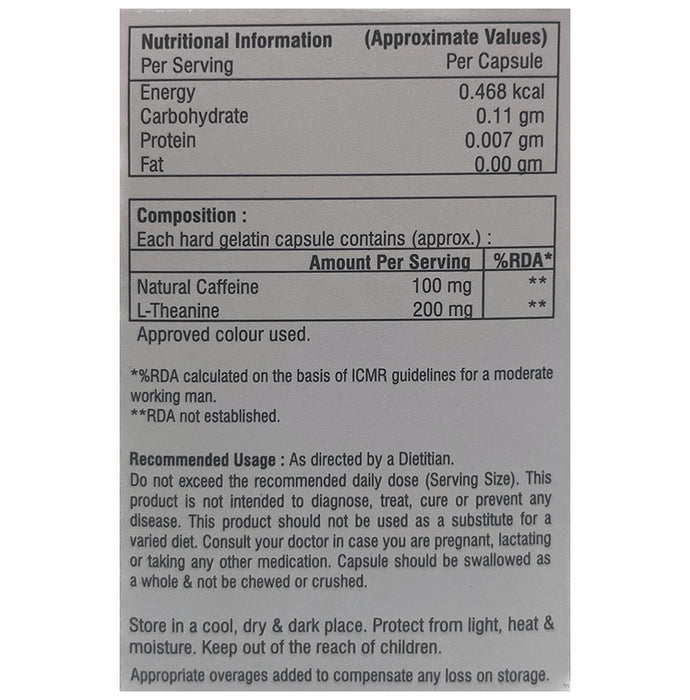 Nutritional Information (Approximate Values)
Per Serving Per Capsule
Energy 0.468 kcal
Carbohydrate 0.11 gm
Protein 0.007 gm
Fat 0.00 gm
Composition :
Each hard gelatin capsule contains (approx.) :
Amount Per Serving %RDA*
Natural Caffeine 100 mg **
L-Theanine 200 mg **
Approved colour used.
*%RDA calculated on the basis of ICMR guidelines for a moderate
working man.
**RDA not established.
Recommended Usage : As directed by a Dietitian.
Do not exceed the recommended daily dose (Serving Size). This
product is not intended to diagnose, treat, cure or prevent any
disease. This product should not be used as a substitute for a
varied diet. Consult your doctor in case you are pregnant, lactating
or taking any other medication. Capsule should be swallowed as
a whole & not be chewed or crushed.
Store in a cool, dry & dark place. Protect from light, heat &
moisture. Keep out of the reach of children.
Appropriate overages added to compensate any loss on storage.